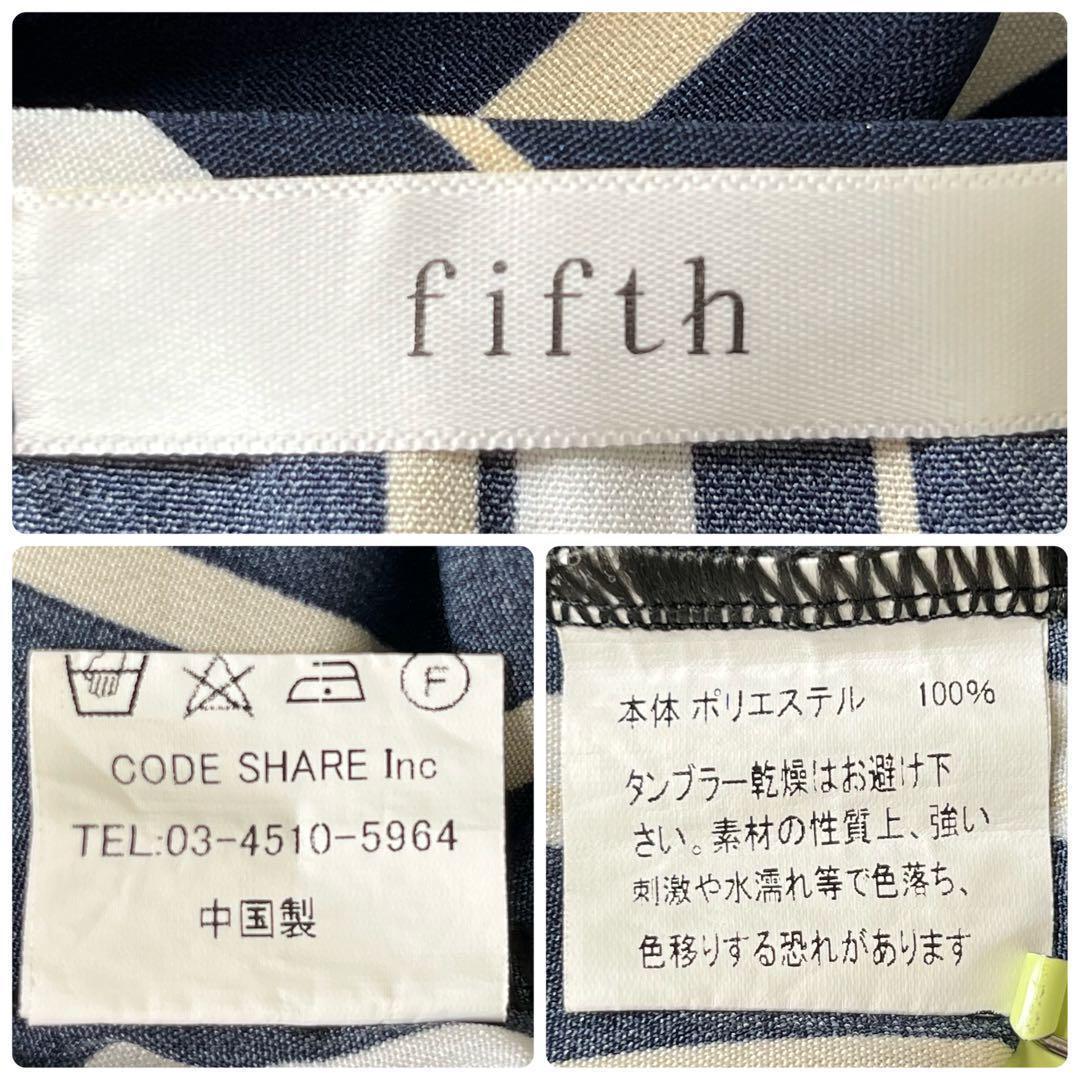 fifth
F
CODE SHARE Inc
TEL:03-4510-5964
中国製
本体 ポリエステル 100%
タンブラー乾燥はお避け下
さい。素材の性質上、強い
刺激や水濡れ等で色落ち、
色移りする恐れがあります